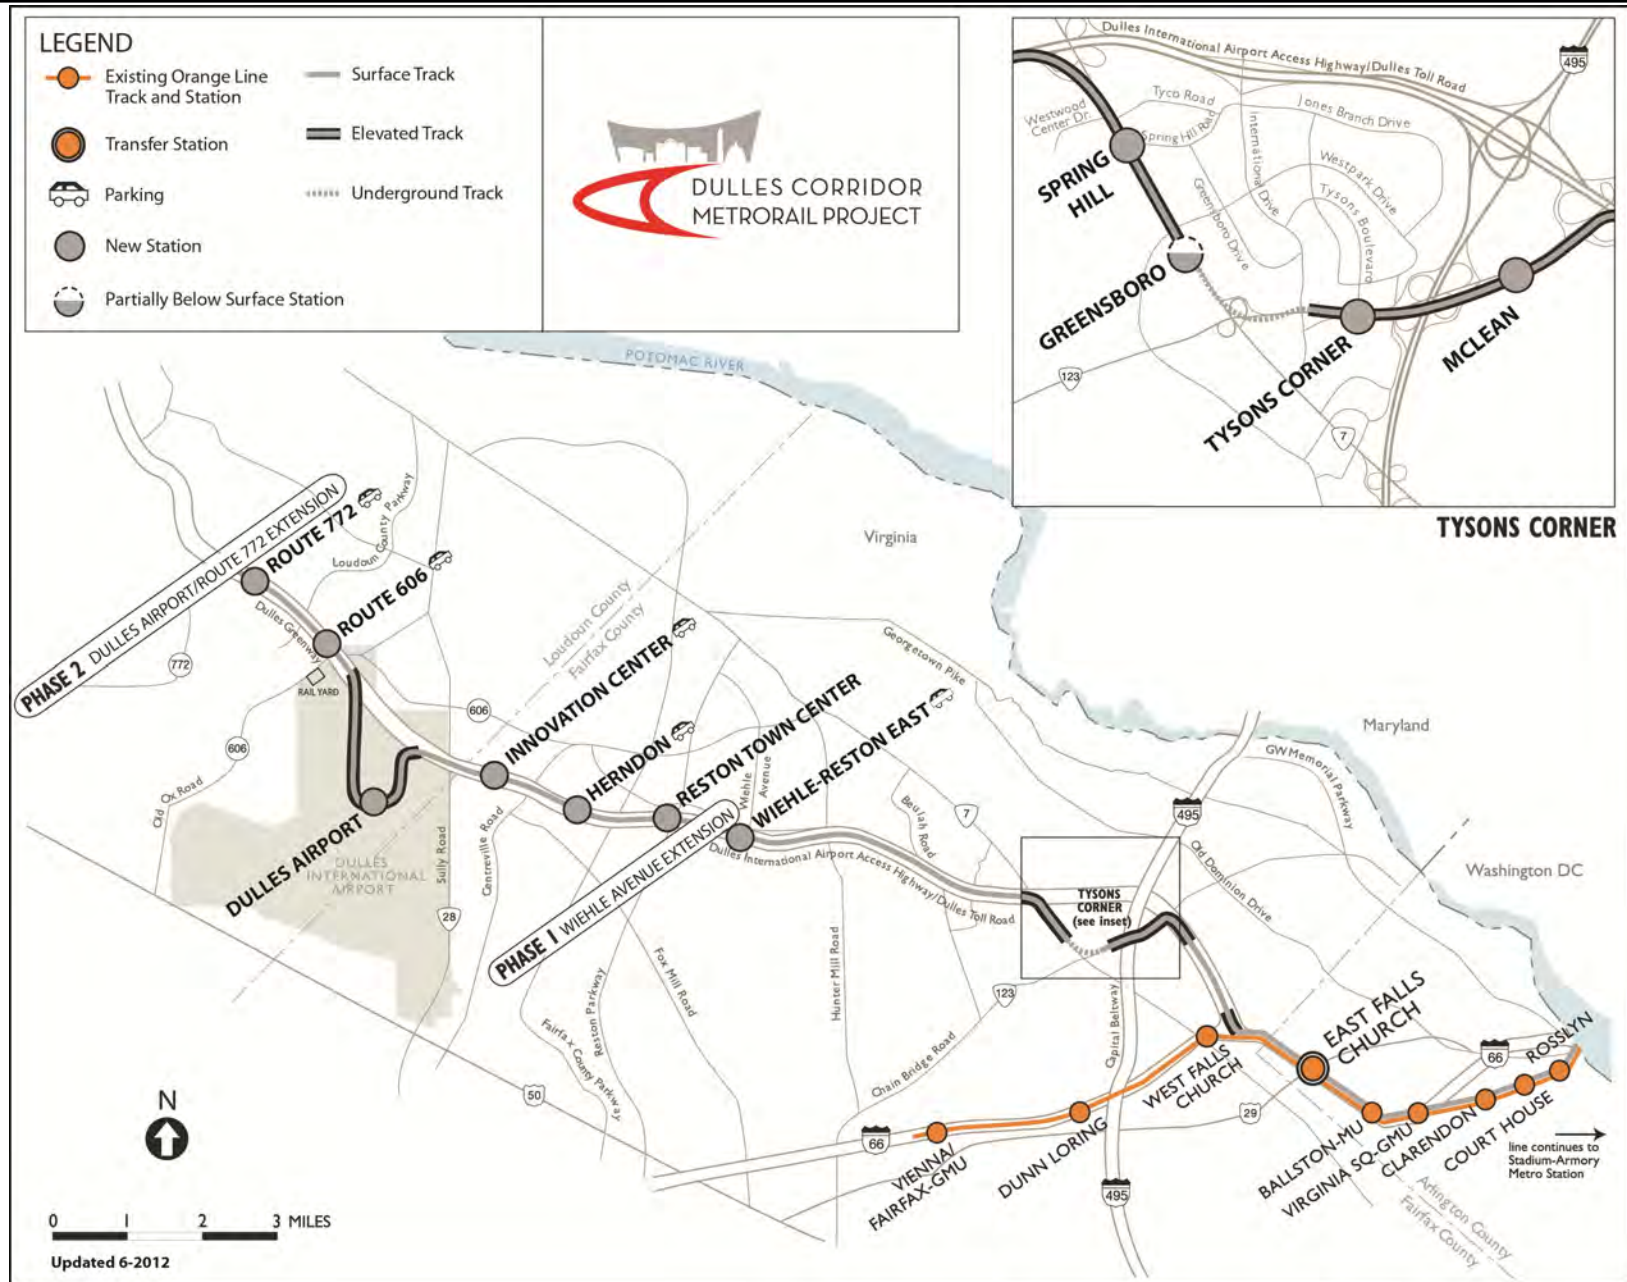 LEGEND
Existing Orange Line
Track and Station
Transfer Station
Parking
New Station
Partially Below Surface Station
Surface Track
Elevated Track
Underground Track
DULLES CORRIDOR
METRORAIL PROJECT
Dulles International Airport Access Highway/Dulles Toll Road
495
Westwood
Center Dr.
Tyco Road
Spring Hill Road
International Drive
Jones Branch Drive
Westpark Drive
Tysons Boulevard
Greensboro Drive
SPRING
HILL
GREENSBORO
TYSONS CORNER
MCLEAN
123
7
TYSONS CORNER
POTOMAC RIVER
Virginia
Maryland
Washington DC
PHASE 2 DULLES AIRPORT/ROUTE 772 EXTENSION
ROUTE 772
Loudoun County Parkway
ROUTE 606
Dulles Greenway
RAIL YARD
772
606
606
Old Ox Road
Loudoun County
Fairfax County
INNOVATION CENTER
HERNDON
RESTON TOWN CENTER
WIEHLE-RESTON EAST
Wiehle
Avenue
PHASE 1 WIEHLE AVENUE EXTENSION
DULLES AIRPORT
DULLES
INTERNATIONAL
AIRPORT
Sully Road
28
Centreville Road
Georgetown Pike
Beulah Road
7
Dulles International Airport Access Highway/Dulles Toll Road
TYSONS
CORNER
(see inset)
495
GW Memorial Parkway
Old Dominion Drive
Fox Mill Road
Reston Parkway
Fairfax County Parkway
Hunter Mill Road
123
Chain Bridge Road
Capital Beltway
50
66
29
66
495
VIENNA/
FAIRFAX-GMU
DUNN LORING
WEST FALLS
CHURCH
EAST FALLS
CHURCH
BALLSTON-MU
VIRGINIA SQ-GMU
CLARENDON
COURT HOUSE
ROSSLYN
line continues to
Stadium-Armory
Metro Station
Arlington County
Fairfax County
N
0 1 2 3 MILES
Updated 6-2012